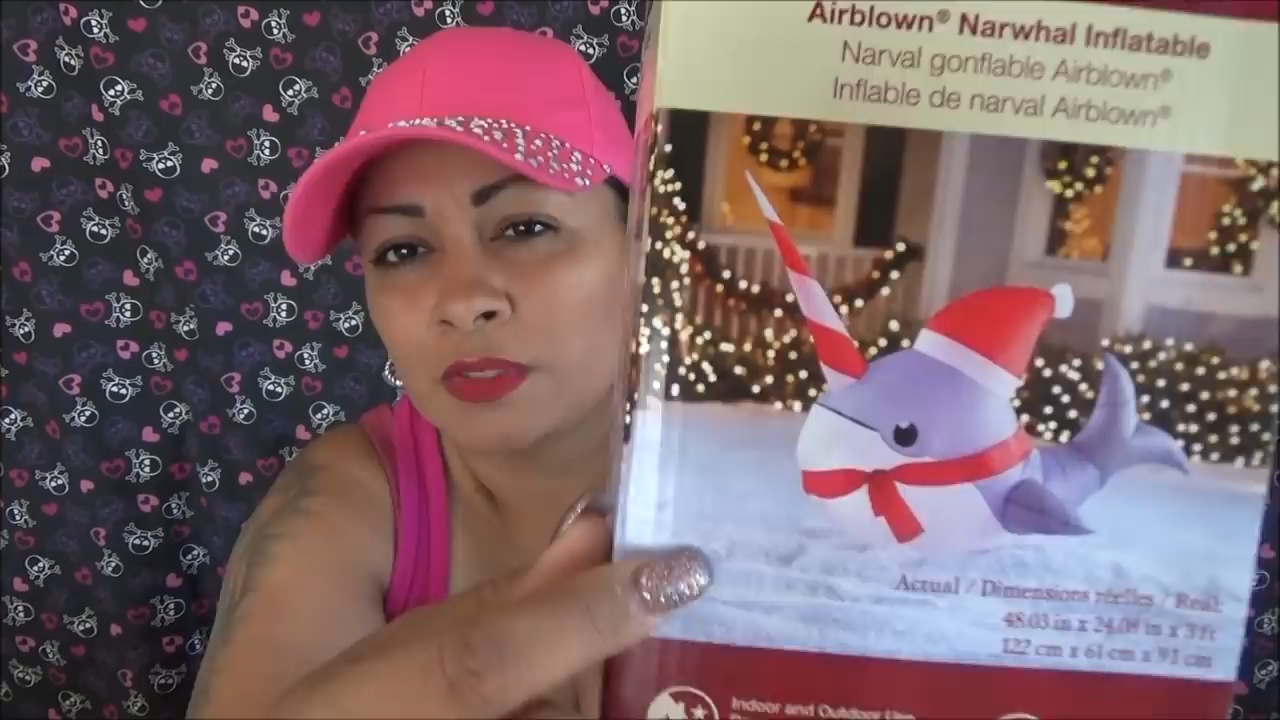 Airblown® Narwhal Inflatable
Narval gonflable Airblown®
Inflable de narval Airblown®
Actual / Dimensions réelles / Real:
48.03 in x 24.09 in x 3 ft
122 cm x 61 cm x 91 cm
Indoor and Outdoor Use